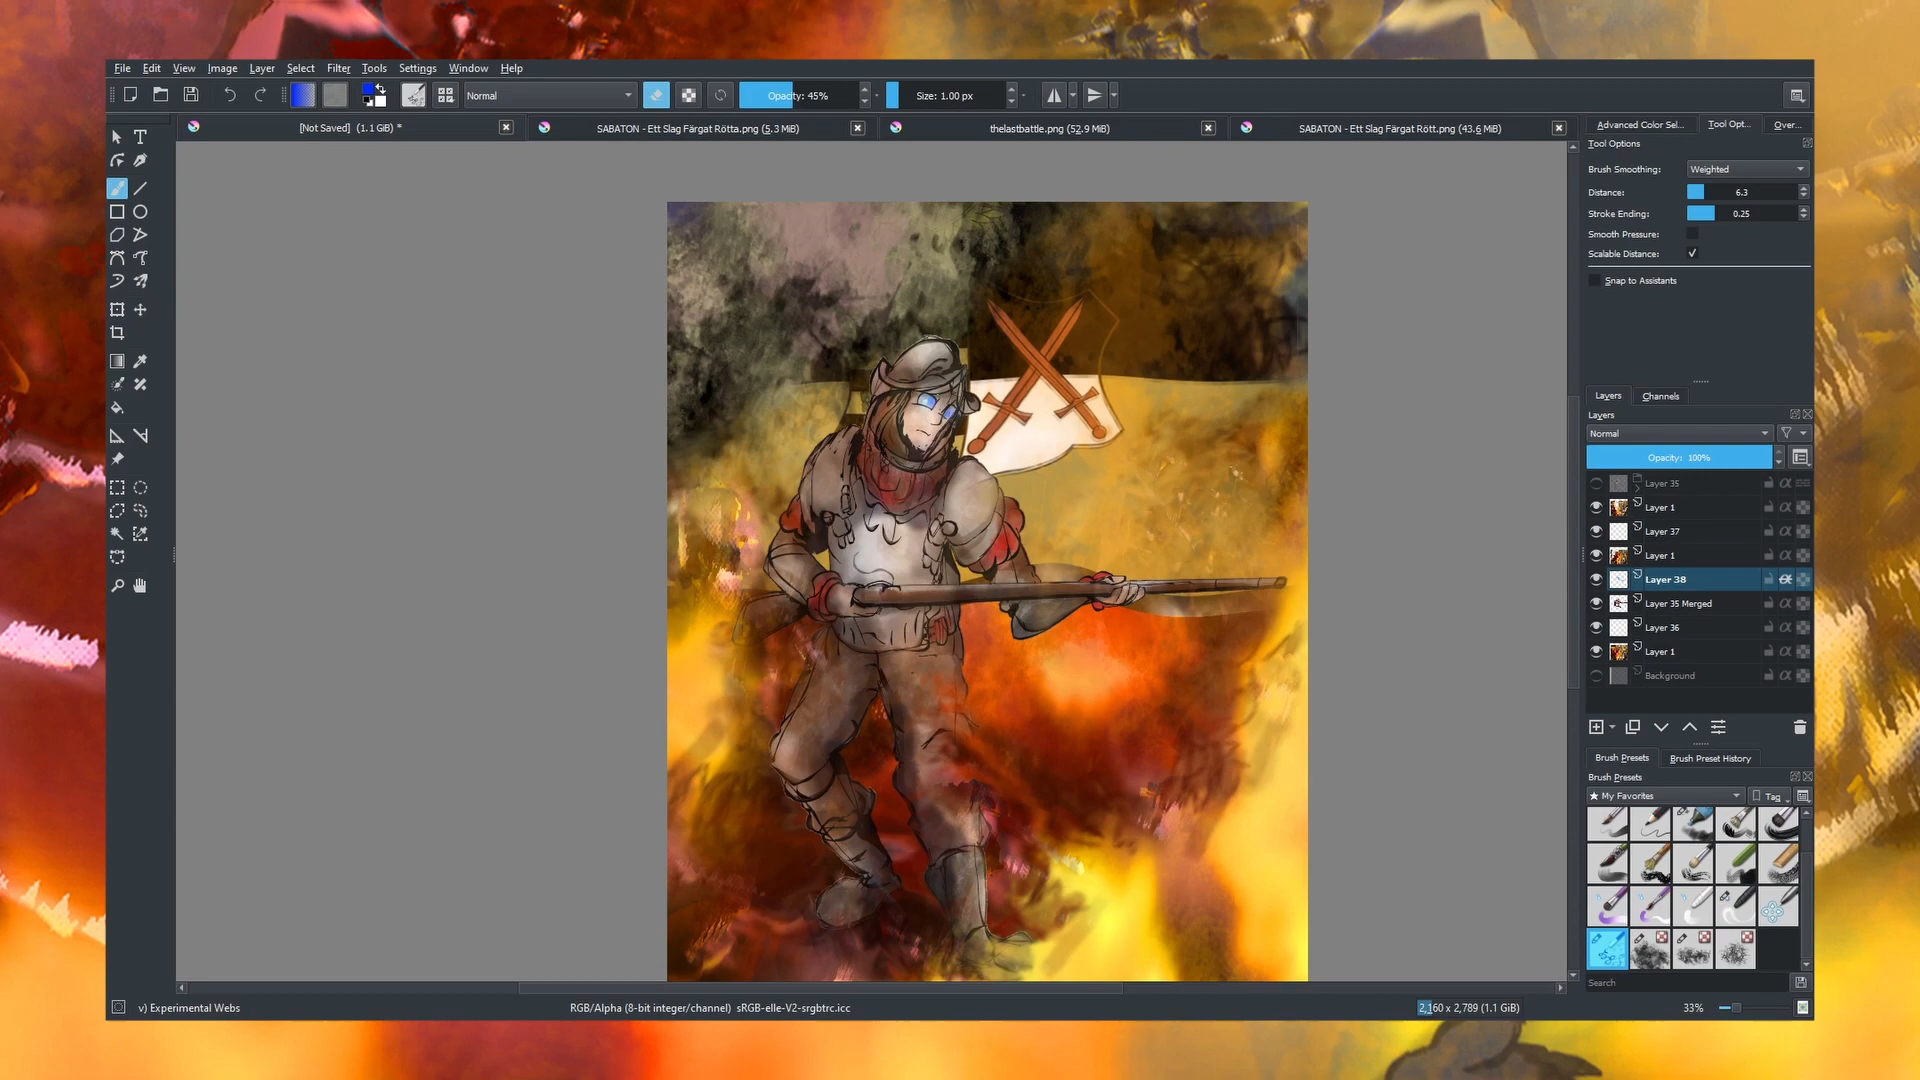 File Edit View Image Layer Select Filter Tools Settings Window Help
Normal Opacity: 45% Size: 1.00 px
[Not Saved] (1.1 GiB) * SABATON - Ett Slag Färgat Rötta.png (5.3 MiB) thelastbattle.png (52.9 MiB) SABATON - Ett Slag Färgat Rött.png (43.6 MiB)
Advanced Color Sel... Tool Opt... Over...
Tool Options
Brush Smoothing: Weighted
Distance: 6.3
Stroke Ending: 0.25
Smooth Pressure:
Scalable Distance:
Snap to Assistants
Layers Channels
Layers
Normal
Opacity: 100%
Layer 35
Layer 1
Layer 37
Layer 1
Layer 38
Layer 35 Merged
Layer 36
Layer 1
Background
Brush Presets Brush Preset History
Brush Presets
My Favorites Tag
Search
v) Experimental Webs RGB/Alpha (8-bit integer/channel) sRGB-elle-V2-srgbtrc.icc 2,160 x 2,789 (1.1 GiB) 33%